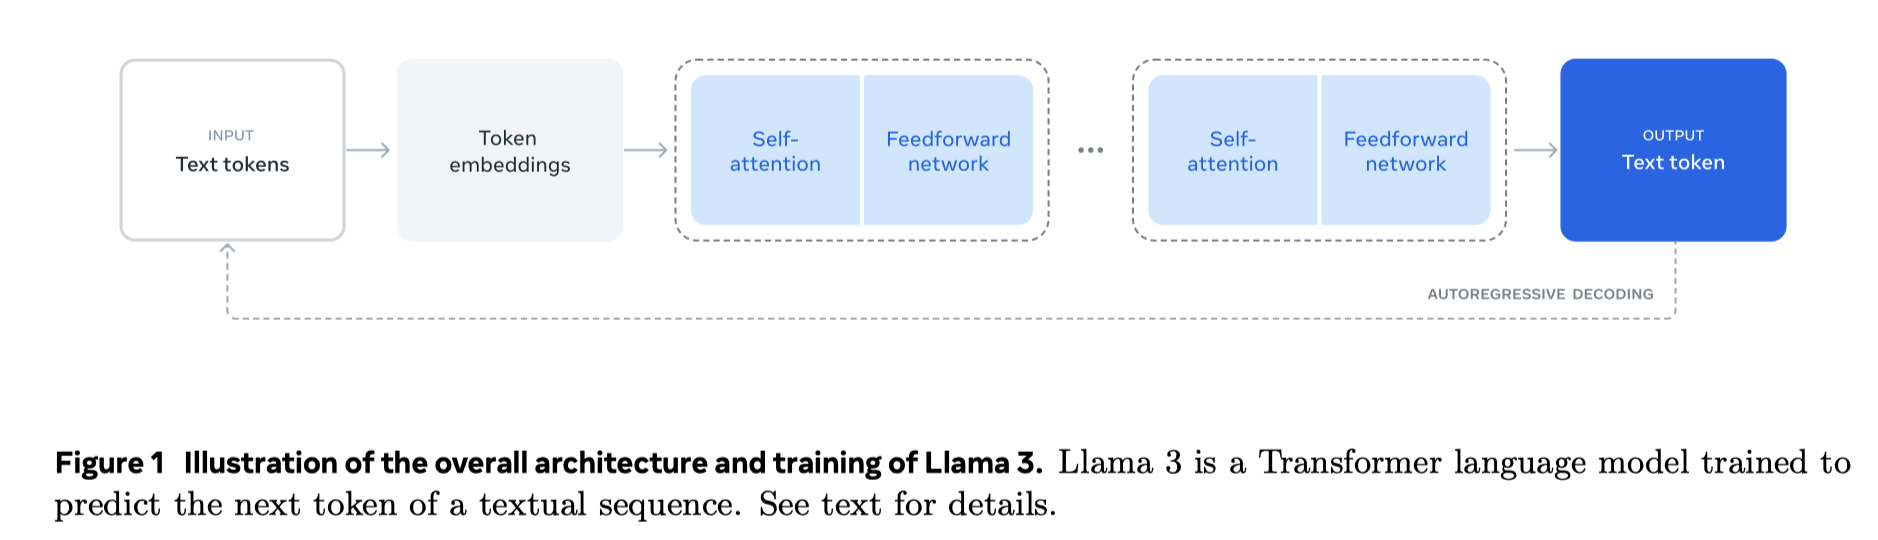 INPUT
Text tokens
Token
embeddings
Self-
attention
Feedforward
network
...
Self-
attention
Feedforward
network
OUTPUT
Text token
AUTOREGRESSIVE DECODING
Figure 1 Illustration of the overall architecture and training of Llama 3. Llama 3 is a Transformer language model trained to
predict the next token of a textual sequence. See text for details.